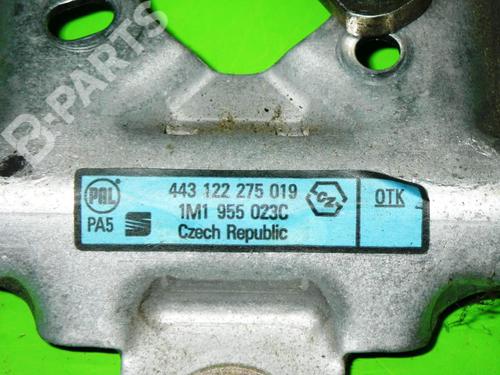 B-PARTS
PAL 443 122 275 019 CZ OTK
PA5 1M1 955 023C
Czech Republic